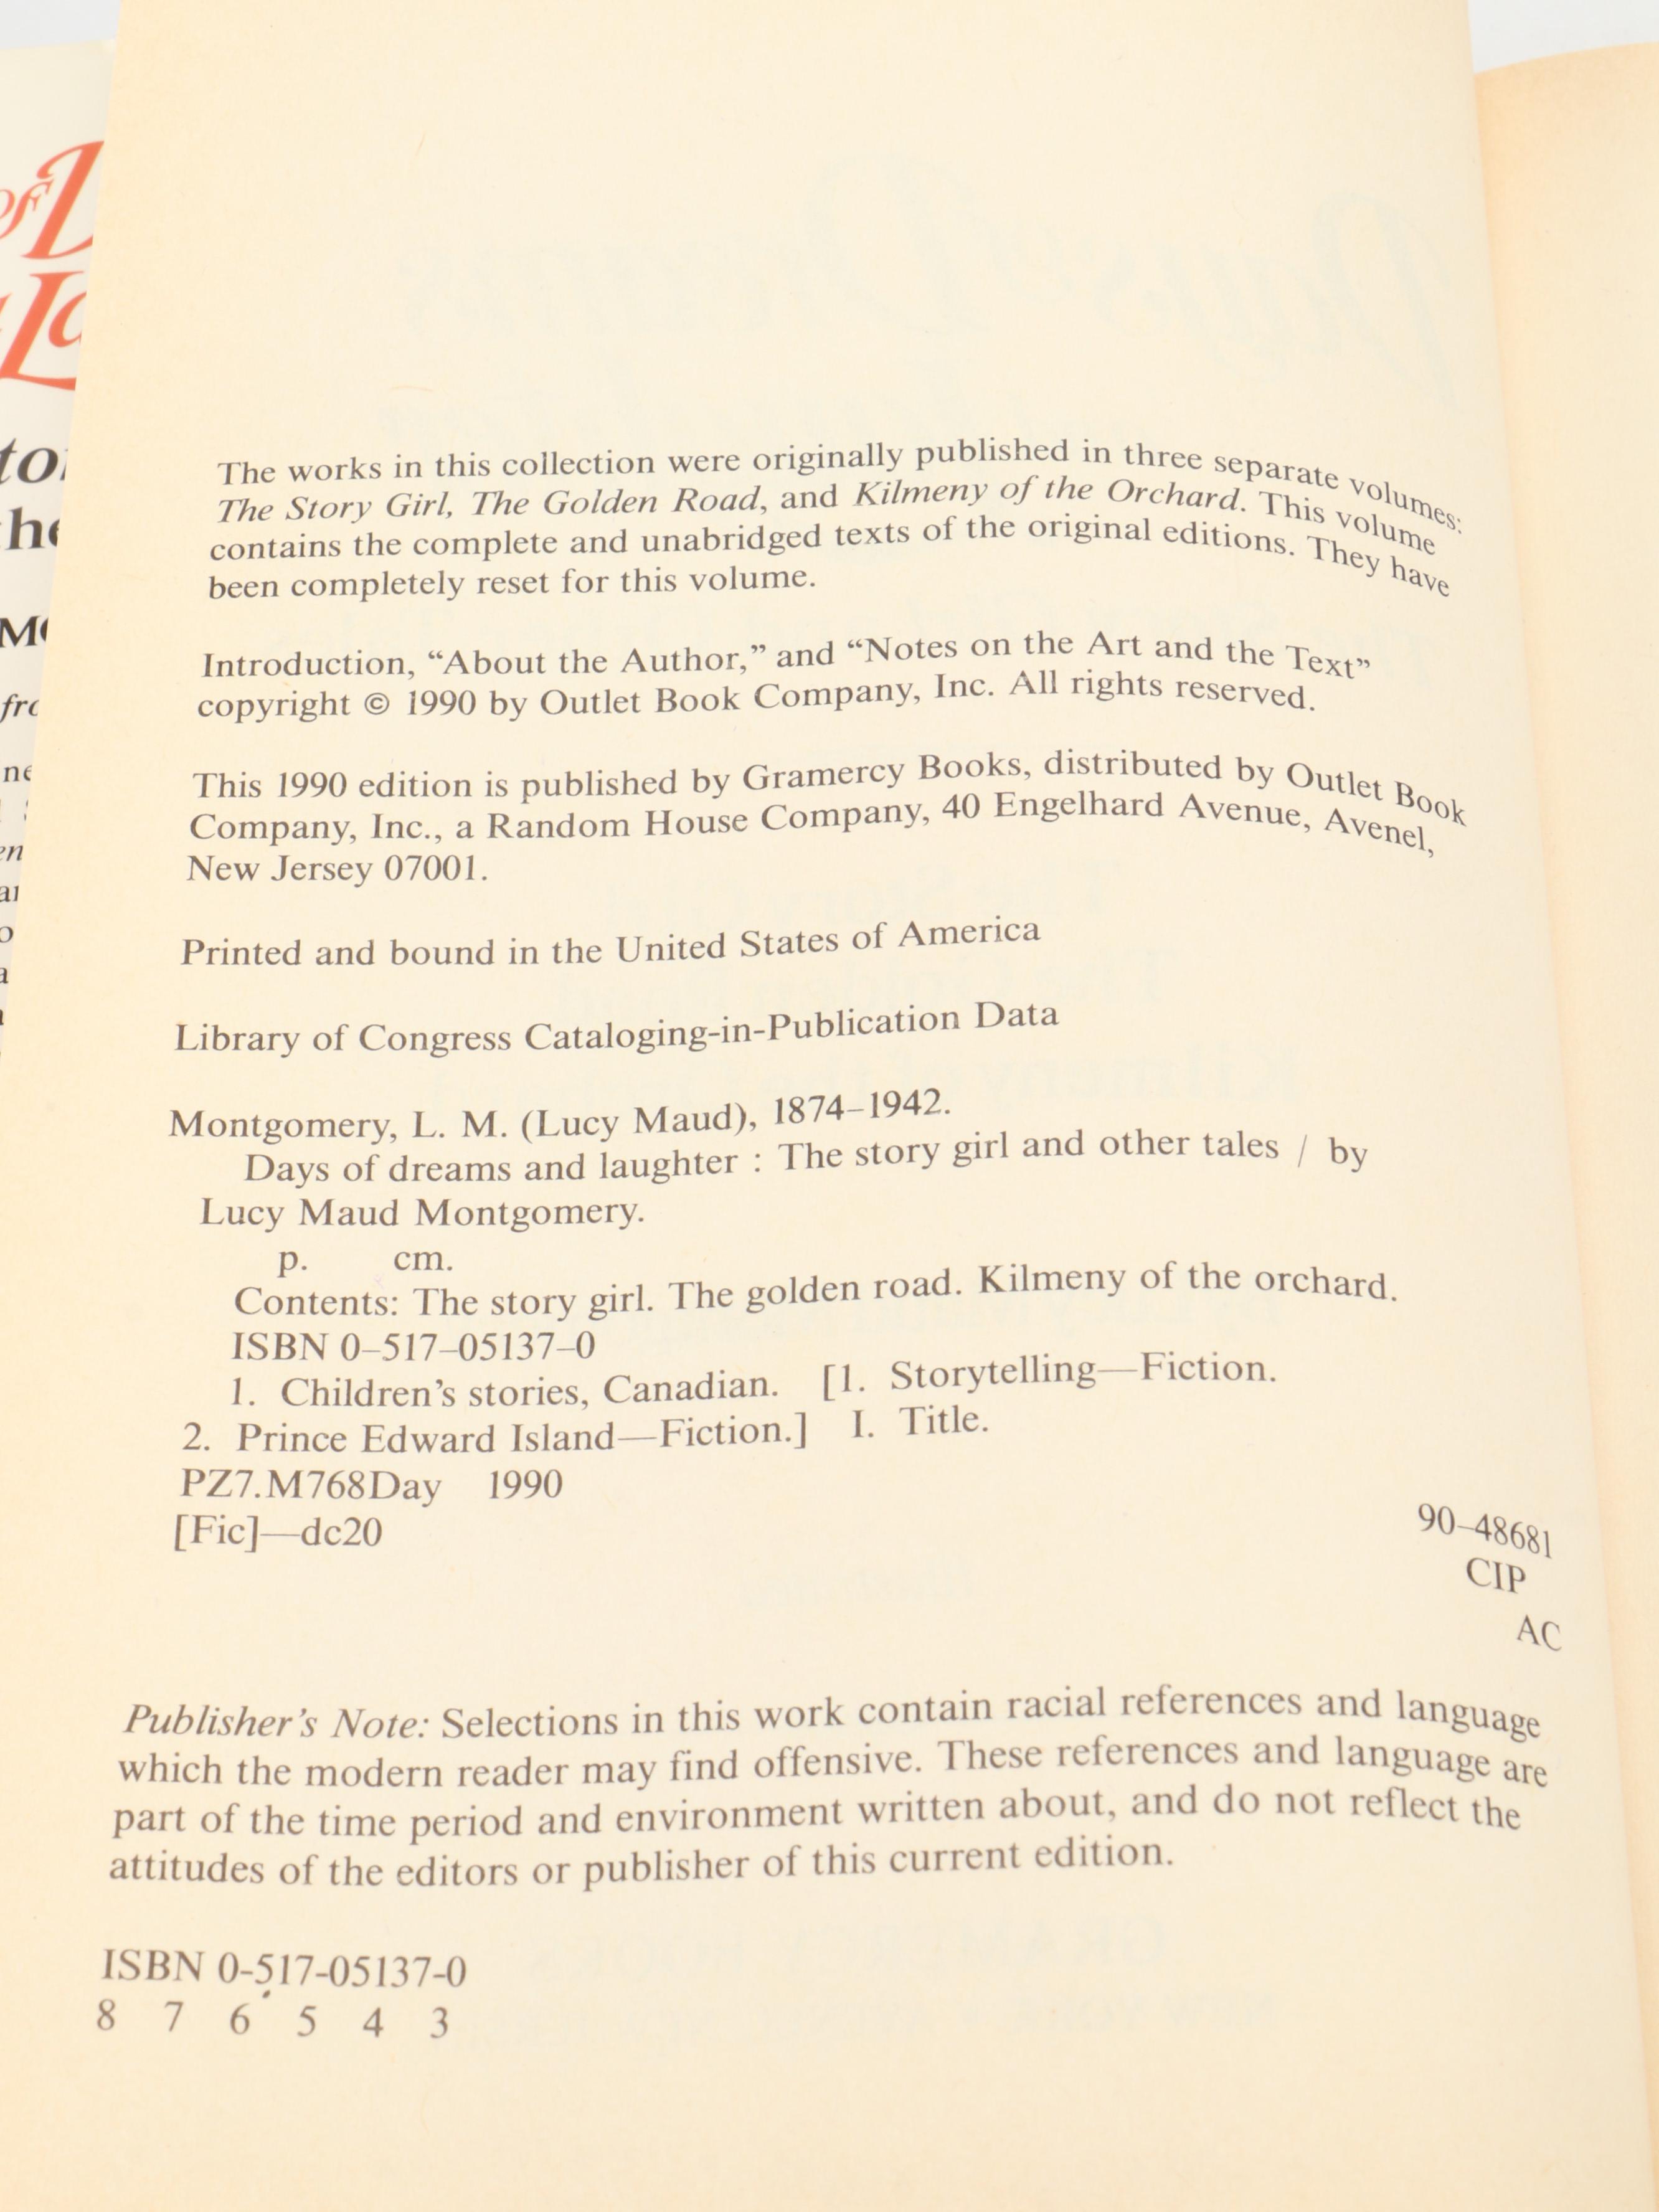 The works in this collection were originally published in three separate volumes:
The Story Girl, The Golden Road, and Kilmeny of the Orchard. This volume
contains the complete and unabridged texts of the original editions. They have
been completely reset for this volume.
Introduction, “About the Author,” and “Notes on the Art and the Text”
copyright © 1990 by Outlet Book Company, Inc. All rights reserved.
This 1990 edition is published by Gramercy Books, distributed by Outlet Book
Company, Inc., a Random House Company, 40 Engelhard Avenue, Avenel,
New Jersey 07001.
Printed and bound in the United States of America
Library of Congress Cataloging-in-Publication Data
Montgomery, L. M. (Lucy Maud), 1874–1942.
Days of dreams and laughter : The story girl and other tales / by
Lucy Maud Montgomery.
p. cm.
Contents: The story girl. The golden road. Kilmeny of the orchard.
ISBN 0–517–05137–0
1. Children’s stories, Canadian. [1. Storytelling—Fiction.
2. Prince Edward Island—Fiction.] I. Title.
PZ7.M768Day 1990
[Fic]—dc20
90–48681
CIP
AC
Publisher’s Note: Selections in this work contain racial references and language
which the modern reader may find offensive. These references and language are
part of the time period and environment written about, and do not reflect the
attitudes of the editors or publisher of this current edition.
ISBN 0-517-05137-0
8 7 6 5 4 3